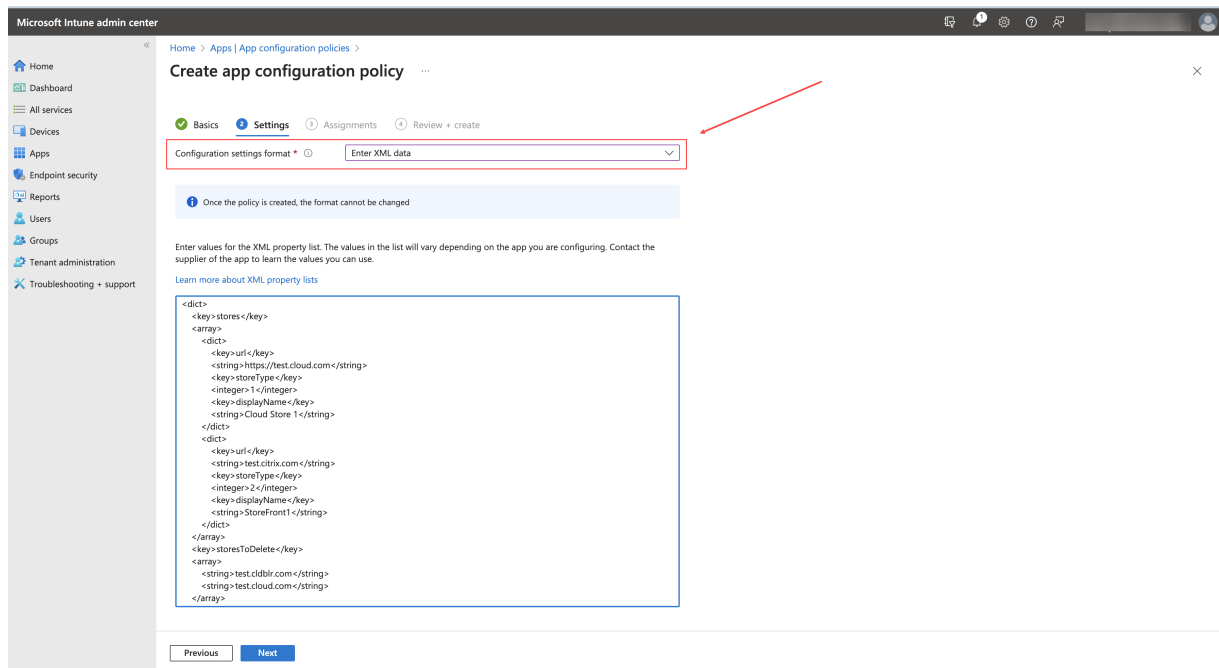 Microsoft Intune admin center
1
«
Home > Apps | App configuration policies >
Home
Create app configuration policy ...
Dashboard
All services
Devices
Basics 2 Settings 3 Assignments 4 Review + create
Apps
Configuration settings format * Enter XML data
Endpoint security
Reports
Once the policy is created, the format cannot be changed
Users
Groups
Enter values for the XML property list. The values in the list will vary depending on the app you are configuring. Contact the
supplier of the app to learn the values you can use.
Tenant administration
Learn more about XML property lists
Troubleshooting + support
<dict>
<key>stores</key>
<array>
<dict>
<key>url</key>
<string>https://test.cloud.com</string>
<key>storeType</key>
<integer>1</integer>
<key>displayName</key>
<string>Cloud Store 1</string>
</dict>
<dict>
<key>url</key>
<string>test.citrix.com</string>
<key>storeType</key>
<integer>2</integer>
<key>displayName</key>
<string>StoreFront1</string>
</dict>
</array>
<key>storesToDelete</key>
<array>
<string>test.cldblr.com</string>
<string>test.cloud.com</string>
</array>
Previous Next